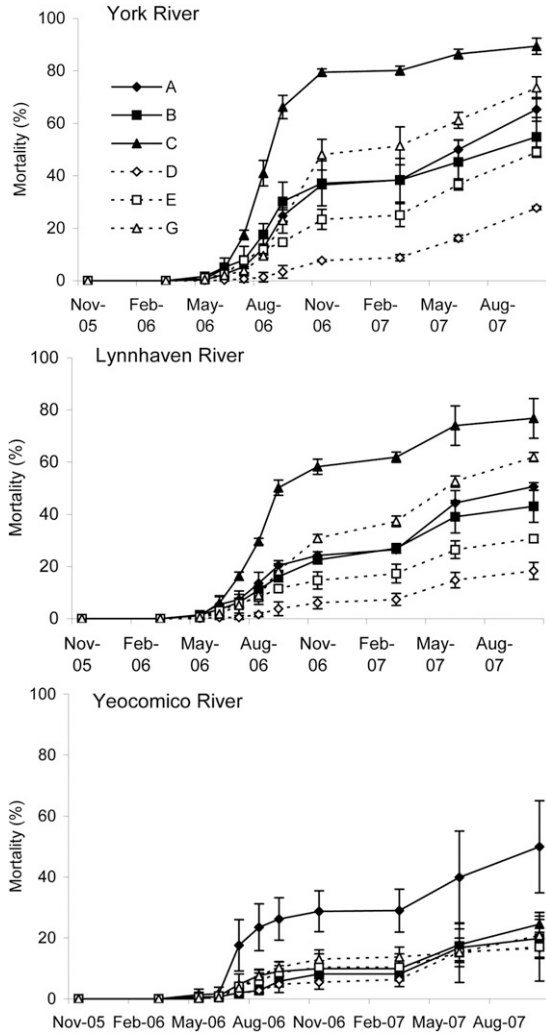 York River
100
80
60
40
20
0
Mortality (%)
A
B
C
D
E
G
Nov-05 Feb-06 May-06 Aug-06 Nov-06 Feb-07 May-07 Aug-07
Lynnhaven River
100
80
60
40
20
0
Mortality (%)
Nov-05 Feb-06 May-06 Aug-06 Nov-06 Feb-07 May-07 Aug-07
Yeocomico River
100
80
60
40
20
0
Mortality (%)
Nov-05 Feb-06 May-06 Aug-06 Nov-06 Feb-07 May-07 Aug-07